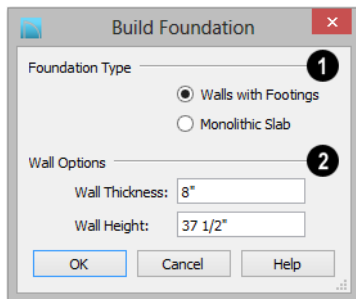 Build Foundation
×
Foundation Type
1
Walls with Footings
Monolithic Slab
Wall Options
2
Wall Thickness: 8"
Wall Height: 37 1/2"
OK Cancel Help